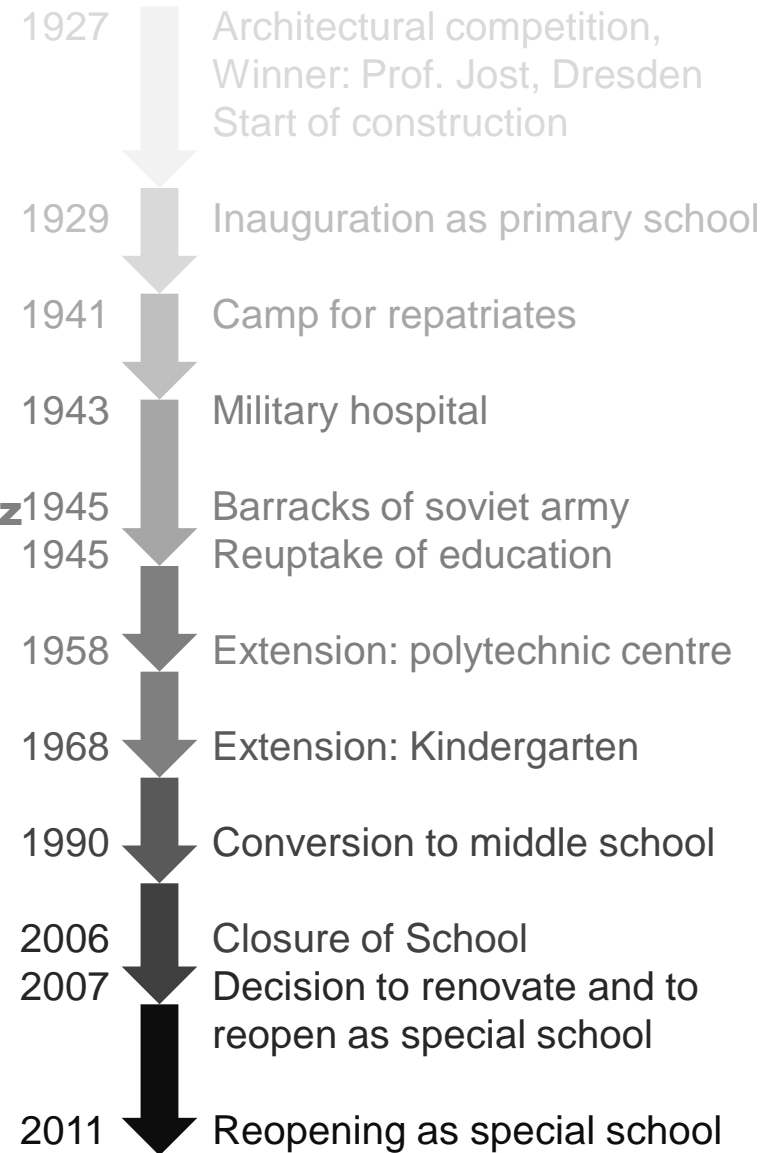 1927 Architectural competition,
Winner: Prof. Jost, Dresden
Start of construction
1929 Inauguration as primary school
1941 Camp for repatriates
1943 Military hospital
z 1945 Barracks of soviet army
1945 Reuptake of education
1958 Extension: polytechnic centre
1968 Extension: Kindergarten
1990 Conversion to middle school
2006 Closure of School
2007 Decision to renovate and to
reopen as special school
2011 Reopening as special school